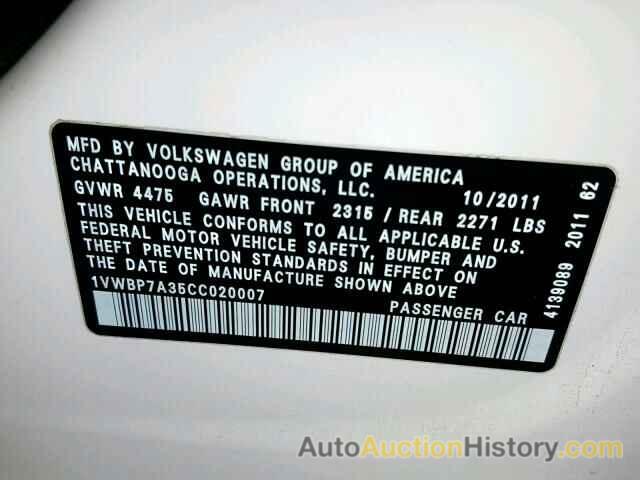 MFD BY VOLKSWAGEN GROUP OF AMERICA
CHATTANOOGA OPERATIONS, LLC. 10/2011
GVWR 4475 GAWR FRONT 2315 / REAR 2271 LBS
THIS VEHICLE CONFORMS TO ALL APPLICABLE U.S.
FEDERAL MOTOR VEHICLE SAFETY, BUMPER AND
THEFT PREVENTION STANDARDS IN EFFECT ON
THE DATE OF MANUFACTURE SHOWN ABOVE
1VWBP7A35CC020007 PASSENGER CAR
4139089 2011 62
AutoAuctionHistory.com